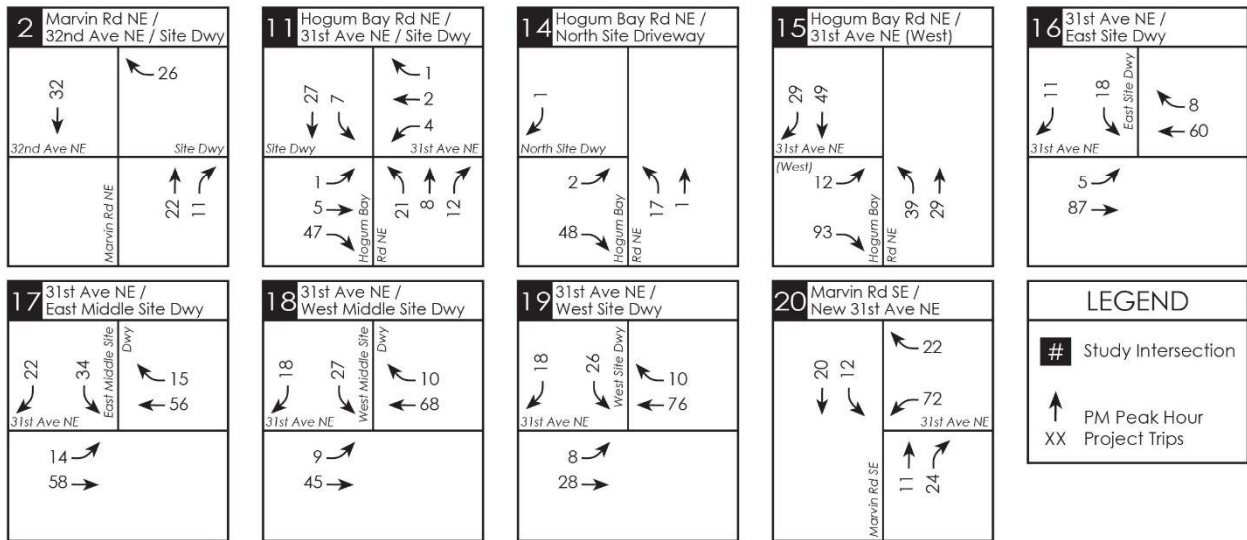 2
Marvin Rd NE /
32nd Ave NE / Site Dwy
26
32
32nd Ave NE
Site Dwy
Marvin Rd NE
22
11
11
Hogum Bay Rd NE /
31st Ave NE / Site Dwy
27
7
1
2
4
Site Dwy
31st Ave NE
1
5
47
Hogum Bay
Rd NE
21
8
12
14
Hogum Bay Rd NE /
North Site Driveway
1
North Site Dwy
2
48
Hogum Bay
Rd NE
17
1
15
Hogum Bay Rd NE /
31st Ave NE (West)
29
49
31st Ave NE
(West)
12
93
Hogum Bay
Rd NE
39
29
16
31st Ave NE /
East Site Dwy
11
18
East Site Dwy
8
60
31st Ave NE
5
87
17
31st Ave NE /
East Middle Site Dwy
22
34
East Middle Site
Dwy
15
56
31st Ave NE
14
58
18
31st Ave NE /
West Middle Site Dwy
18
27
West Middle Site
Dwy
10
68
31st Ave NE
9
45
19
31st Ave NE /
West Site Dwy
18
26
West Site Dwy
10
76
31st Ave NE
8
28
20
Marvin Rd SE /
New 31st Ave NE
20
12
22
72
31st Ave NE
Marvin Rd SE
11
24
LEGEND
# Study Intersection
PM Peak Hour
XX Project Trips